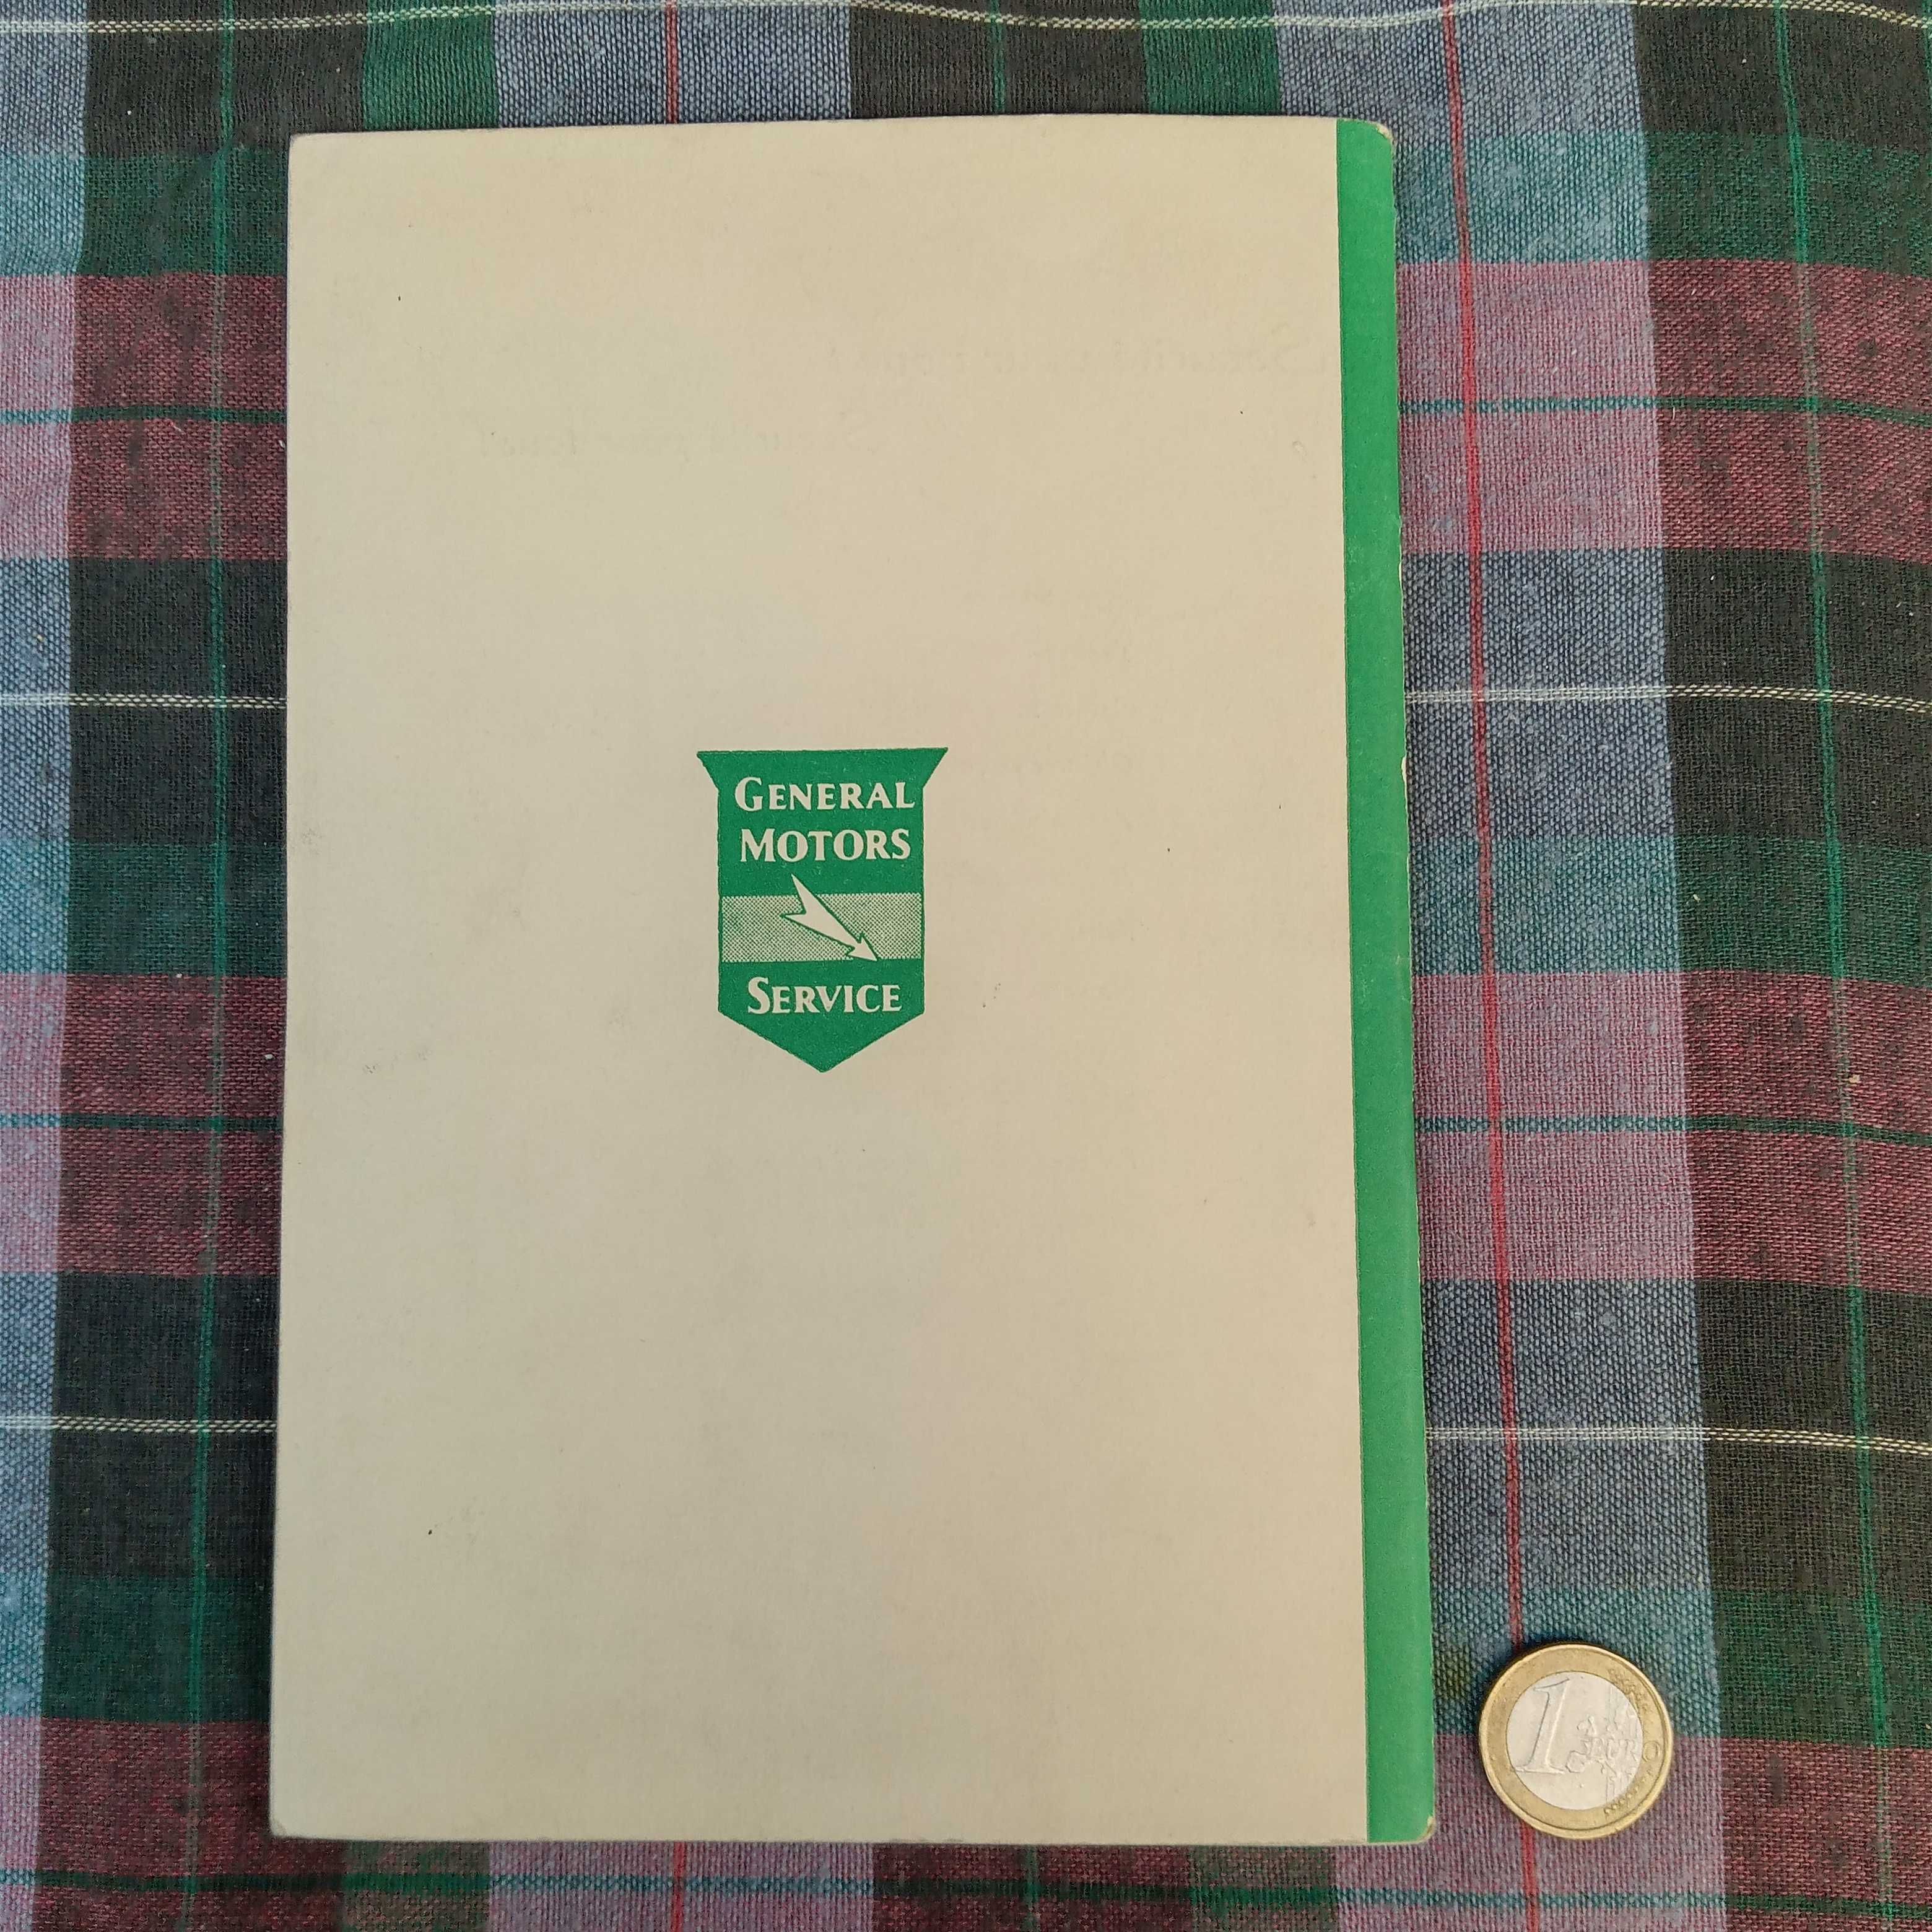 GENERAL
MOTORS
SERVICE
1
EURO